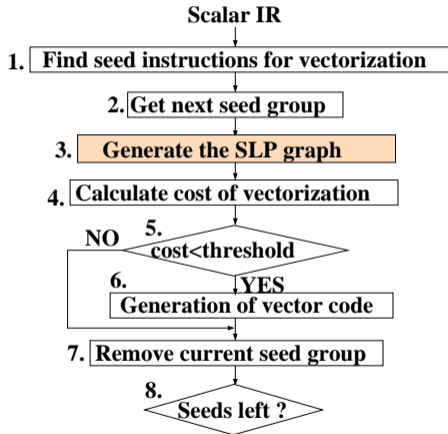 Scalar IR
1. Find seed instructions for vectorization
2. Get next seed group
3. Generate the SLP graph
4. Calculate cost of vectorization
5.
NO
cost<threshold
6.
YES
Generation of vector code
7. Remove current seed group
8.
Seeds left ?